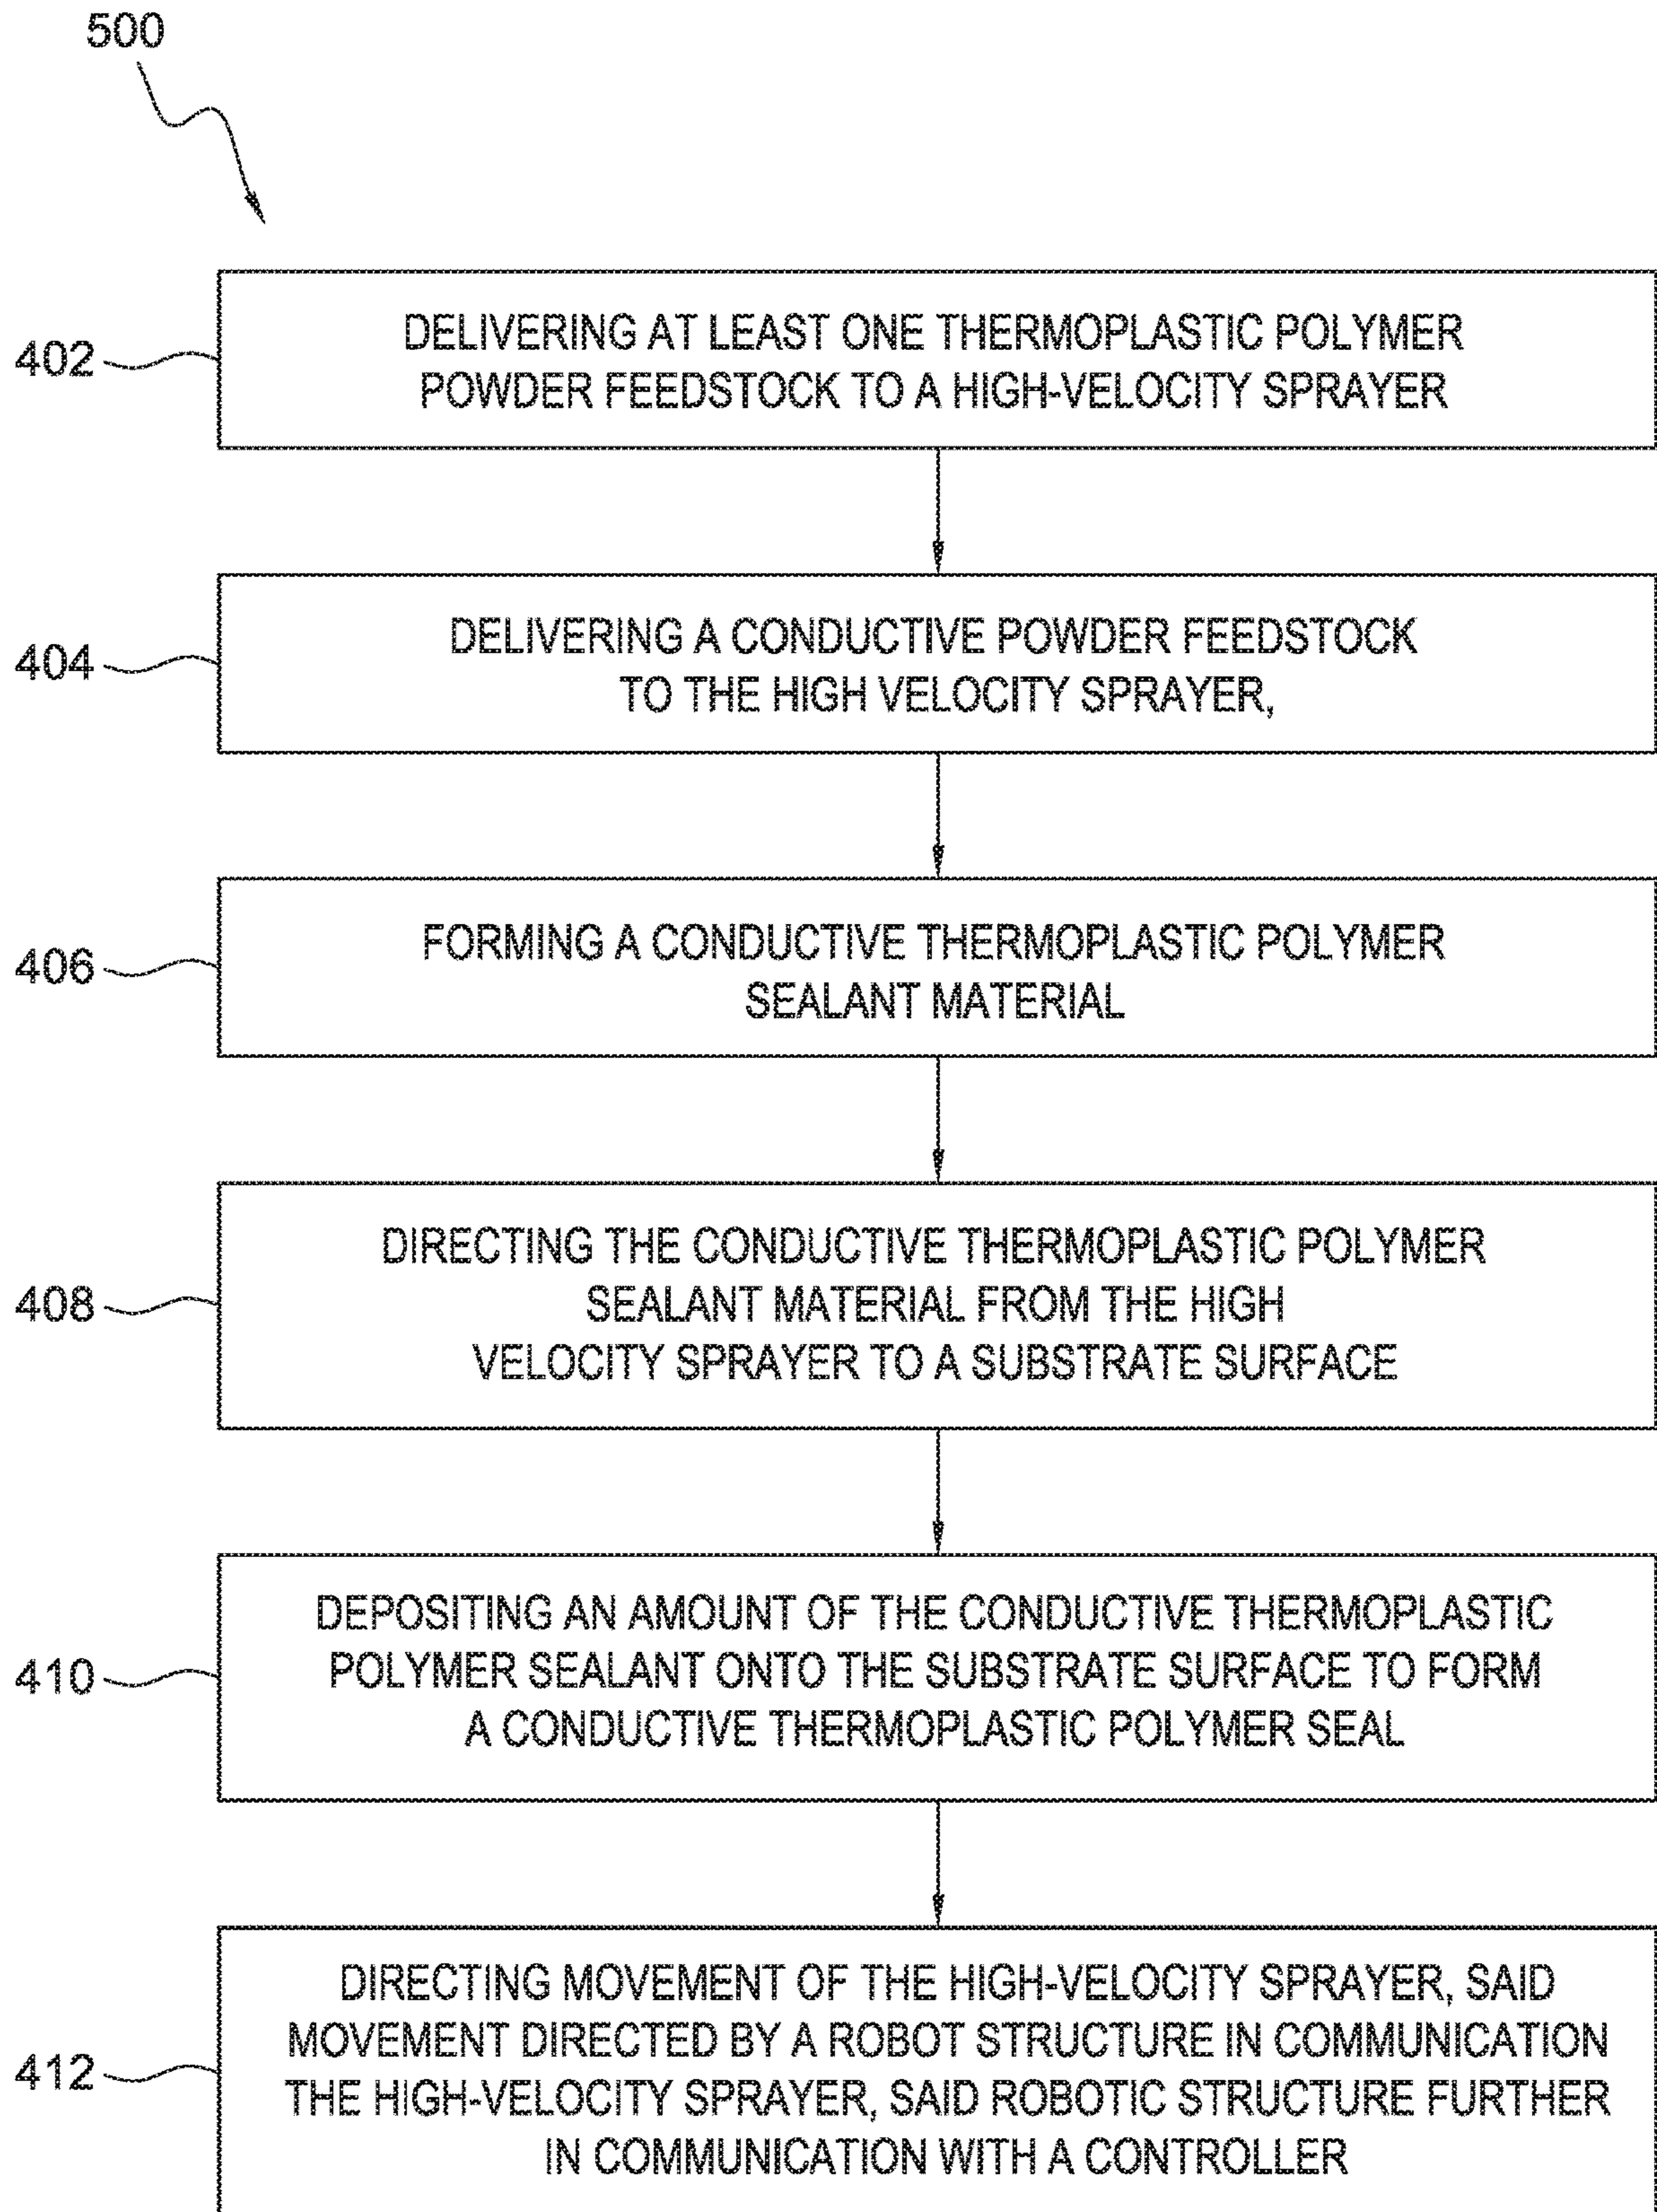 500
402
DELIVERING AT LEAST ONE THERMOPLASTIC POLYMER
POWDER FEEDSTOCK TO A HIGH-VELOCITY SPRAYER
404
DELIVERING A CONDUCTIVE POWDER FEEDSTOCK
TO THE HIGH VELOCITY SPRAYER,
406
FORMING A CONDUCTIVE THERMOPLASTIC POLYMER
SEALANT MATERIAL
408
DIRECTING THE CONDUCTIVE THERMOPLASTIC POLYMER
SEALANT MATERIAL FROM THE HIGH
VELOCITY SPRAYER TO A SUBSTRATE SURFACE
410
DEPOSITING AN AMOUNT OF THE CONDUCTIVE THERMOPLASTIC
POLYMER SEALANT ONTO THE SUBSTRATE SURFACE TO FORM
A CONDUCTIVE THERMOPLASTIC POLYMER SEAL
412
DIRECTING MOVEMENT OF THE HIGH-VELOCITY SPRAYER, SAID
MOVEMENT DIRECTED BY A ROBOT STRUCTURE IN COMMUNICATION
THE HIGH-VELOCITY SPRAYER, SAID ROBOTIC STRUCTURE FURTHER
IN COMMUNICATION WITH A CONTROLLER